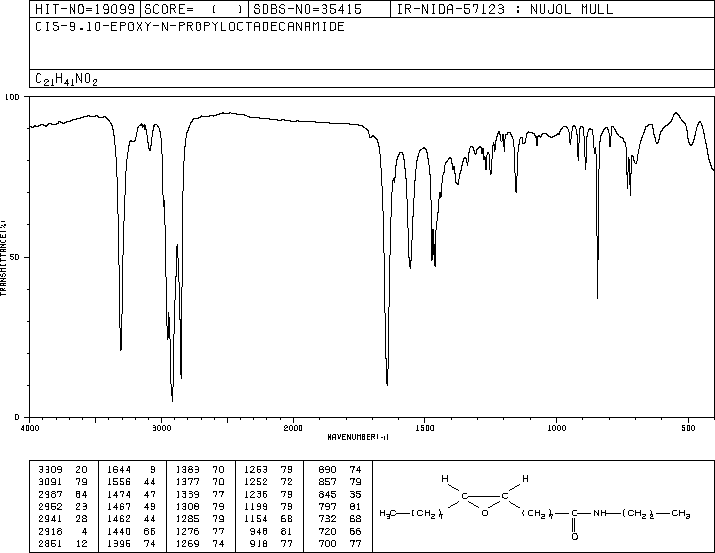 HIT-NO=19099 SCORE= ( ) SDBS-NO=35415 IR-NIDA-57123 : NUJOL MULL
CIS-9,10-EPOXY-N-PROPYLOCTADECANAMIDE
C21H41NO2
100
50
0
TRANSMITTANCE(%)
4000 3000 2000 1500 1000 500
WAVENUMBER(-1)
3309 20 1644 9 1383 70 1263 79 890 74
3091 79 1556 44 1377 70 1252 72 857 79
2987 64 1474 47 1339 77 1236 79 845 35
2952 23 1467 49 1308 79 1199 79 797 81
2941 28 1462 44 1285 79 1154 68 732 68
2918 4 1440 66 1276 77 948 81 720 66
2851 12 1395 74 1269 74 918 77 700 77
H H
C C
H3C—(CH2)7 O (CH2)7—C—NH—(CH2)2—CH3
O